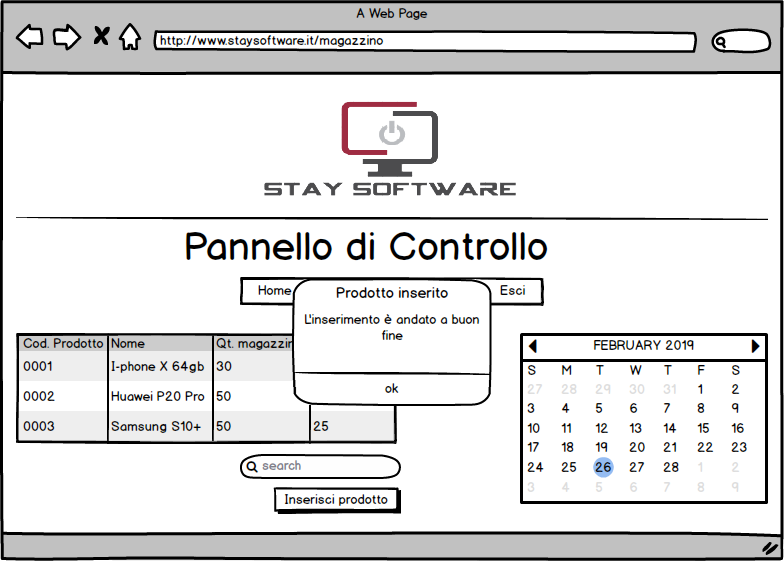 A Web Page
http://www.staysoftware.it/magazzino
STAY SOFTWARE
Pannello di Controllo
Home Esci
Prodotto inserito
L'inserimento è andato a buon
fine
ok
Cod. Prodotto Nome Qt. magazzin
0001 I-phone X 64gb 30
0002 Huawei P20 Pro 50
0003 Samsung S10+ 50 25
search
Inserisci prodotto
FEBRUARY 2019
S M T W T F S
27 28 29 30 31 1 2
3 4 5 6 7 8 9
10 11 12 13 14 15 16
17 18 19 20 21 22 23
24 25 26 27 28 1 2
3 4 5 6 7 8 9